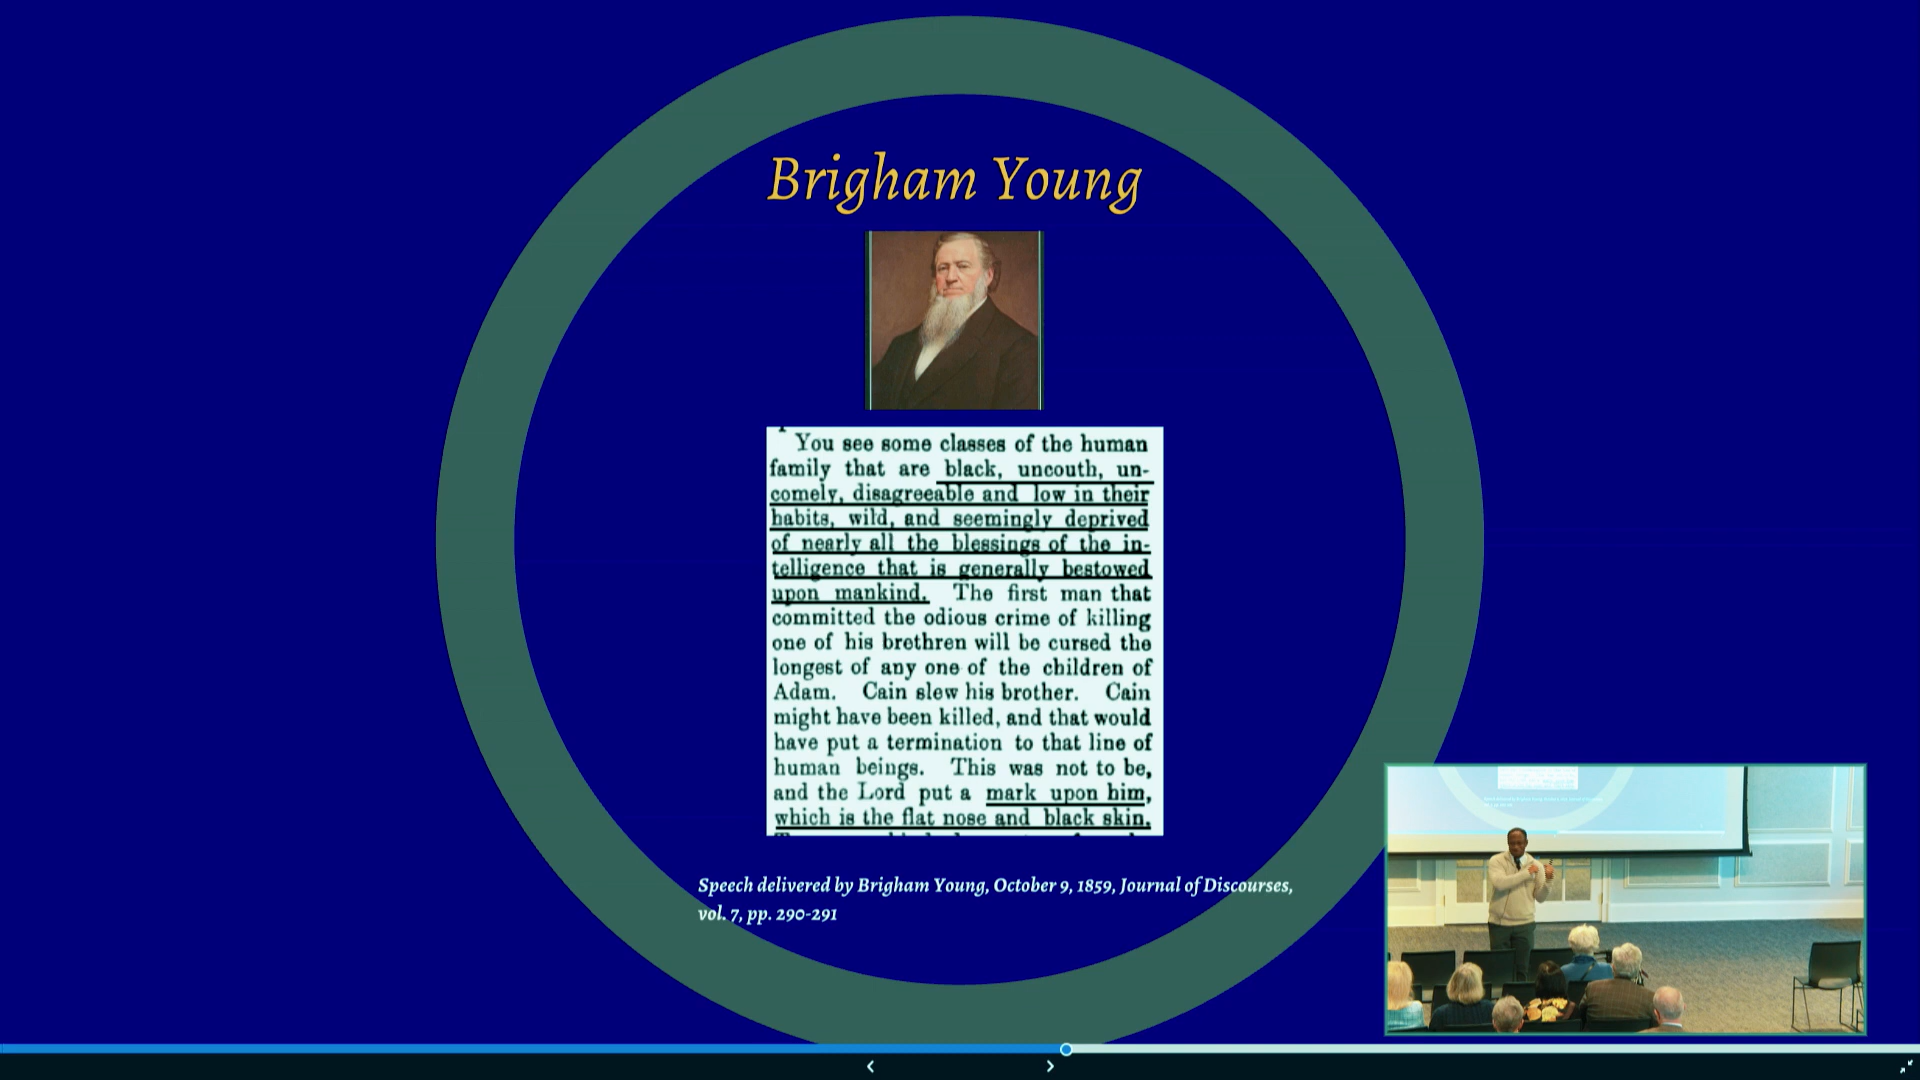 Brigham Young
You see some classes of the human
family that are black, uncouth, un-
comely, disagreeable and low in their
habits, wild, and seemingly deprived
of nearly all the blessings of the in-
telligence that is generally bestowed
upon mankind. The first man that
committed the odious crime of killing
one of his brethren will be cursed the
longest of any one of the children of
Adam. Cain slew his brother. Cain
might have been killed, and that would
have put a termination to that line of
human beings. This was not to be,
and the Lord put a mark upon him,
which is the flat nose and black skin.
Speech delivered by Brigham Young, October 9, 1859, Journal of Discourses,
vol. 7, pp. 290-291